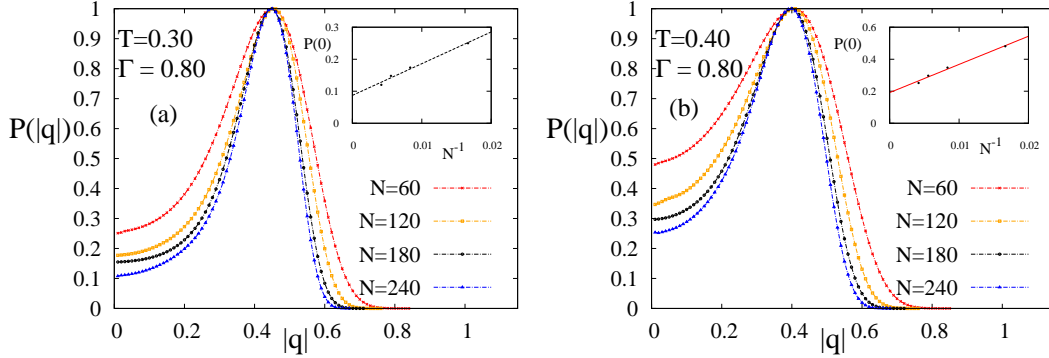 T=0.30
Γ = 0.80
(a)
P(|q|)
|q|
1
0.9
0.8
0.7
0.6
0.5
0.4
0.3
0.2
0.1
0
0 0.2 0.4 0.6 0.8 1
P(0)
0.3
0.2
0.1
0
0 0.01 0.02
N⁻¹
N=60
N=120
N=180
N=240
T=0.40
Γ = 0.80
(b)
P(|q|)
|q|
1
0.9
0.8
0.7
0.6
0.5
0.4
0.3
0.2
0.1
0
0 0.2 0.4 0.6 0.8 1
P(0)
0.6
0.4
0.2
0
0 0.01 0.02
N⁻¹
N=60
N=120
N=180
N=240